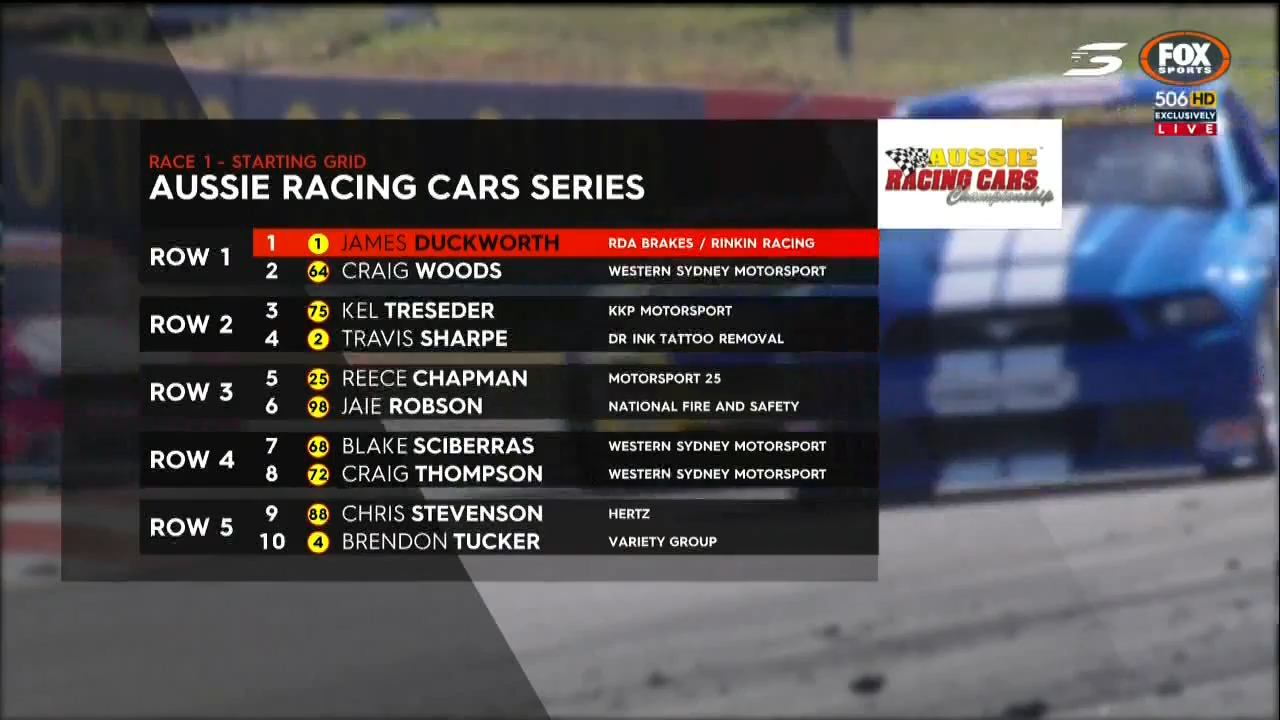 FOX
SPORTS
506 HD
EXCLUSIVELY
LIVE
RACE 1 - STARTING GRID
AUSSIE RACING CARS SERIES
AUSSIE
RACING CARS
Championship
ROW 1
1 1 JAMES DUCKWORTH RDA BRAKES / RINKIN RACING
2 64 CRAIG WOODS WESTERN SYDNEY MOTORSPORT
ROW 2
3 75 KEL TRESEDER KKP MOTORSPORT
4 2 TRAVIS SHARPE DR INK TATTOO REMOVAL
ROW 3
5 25 REECE CHAPMAN MOTORSPORT 25
6 98 JAIE ROBSON NATIONAL FIRE AND SAFETY
ROW 4
7 68 BLAKE SCIBERRAS WESTERN SYDNEY MOTORSPORT
8 72 CRAIG THOMPSON WESTERN SYDNEY MOTORSPORT
ROW 5
9 88 CHRIS STEVENSON HERTZ
10 4 BRENDON TUCKER VARIETY GROUP